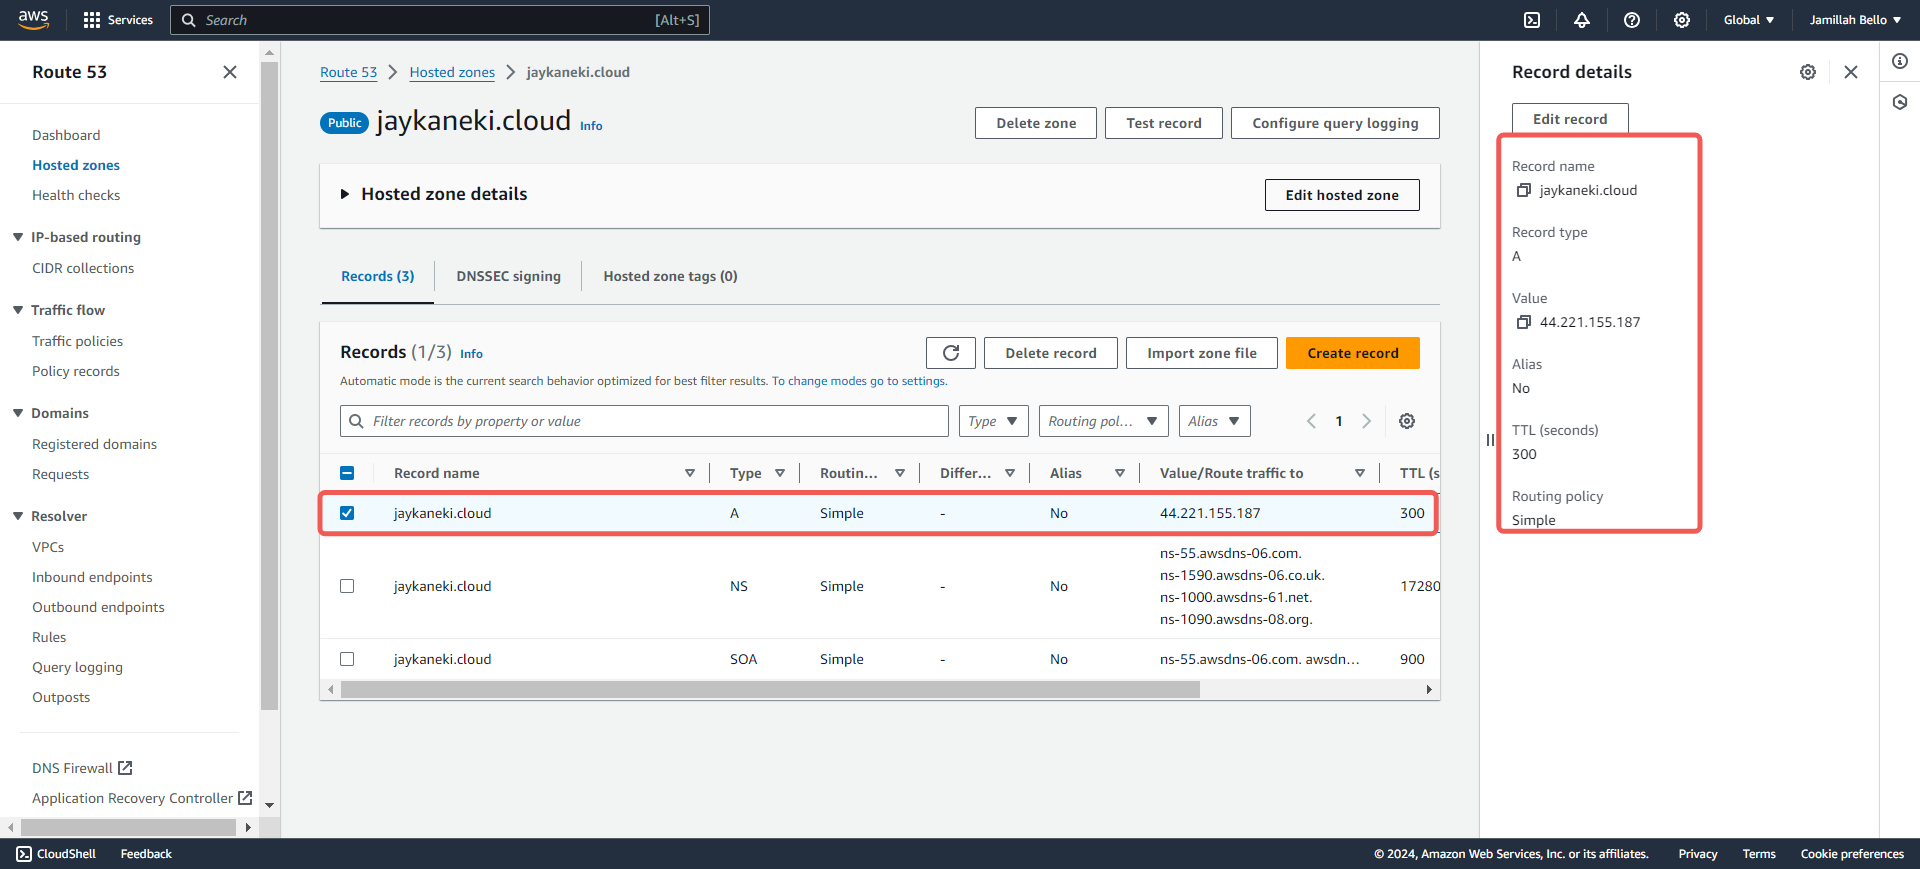 aws Services Search [Alt+S] Global Jamillah Bello
Route 53
Dashboard
Hosted zones
Health checks
IP-based routing
CIDR collections
Traffic flow
Traffic policies
Policy records
Domains
Registered domains
Requests
Resolver
VPCs
Inbound endpoints
Outbound endpoints
Rules
Query logging
Outposts
DNS Firewall
Application Recovery Controller
Route 53 Hosted zones jaykaneki.cloud
Public jaykaneki.cloud Info Delete zone Test record Configure query logging
Hosted zone details Edit hosted zone
Records (3) DNSSEC signing Hosted zone tags (0)
Records (1/3) Info Delete record Import zone file Create record
Automatic mode is the current search behavior optimized for best filter results. To change modes go to settings.
Filter records by property or value Type Routing pol... Alias 1
Record name Type Routin... Differ... Alias Value/Route traffic to TTL (s
jaykaneki.cloud A Simple - No 44.221.155.187 300
ns-55.awsdns-06.com.
ns-1590.awsdns-06.co.uk.
jaykaneki.cloud NS Simple - No 17280
ns-1000.awsdns-61.net.
ns-1090.awsdns-08.org.
jaykaneki.cloud SOA Simple - No ns-55.awsdns-06.com. awsdn... 900
Record details
Edit record
Record name
jaykaneki.cloud
Record type
A
Value
44.221.155.187
Alias
No
TTL (seconds)
300
Routing policy
Simple
CloudShell Feedback © 2024, Amazon Web Services, Inc. or its affiliates. Privacy Terms Cookie preferences